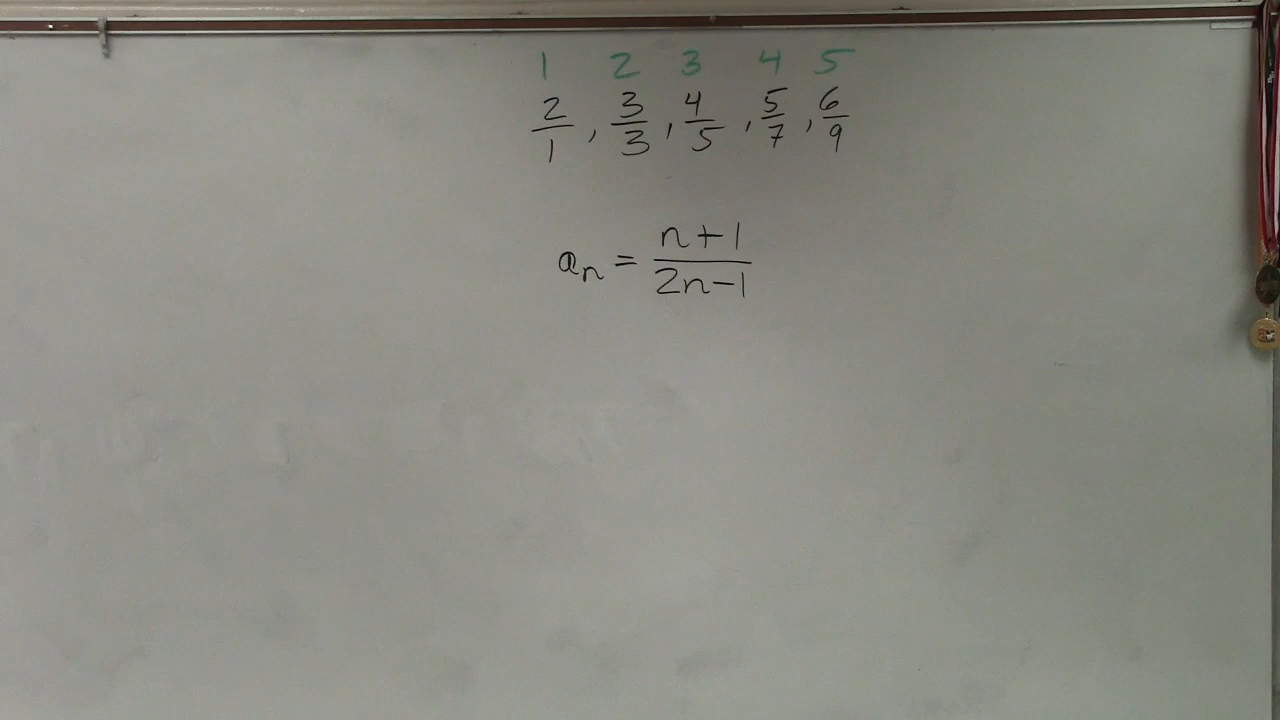 1 2 3 4 5
2/1, 3/3, 4/5, 5/7, 6/9
aₙ = (n+1)/(2n-1)